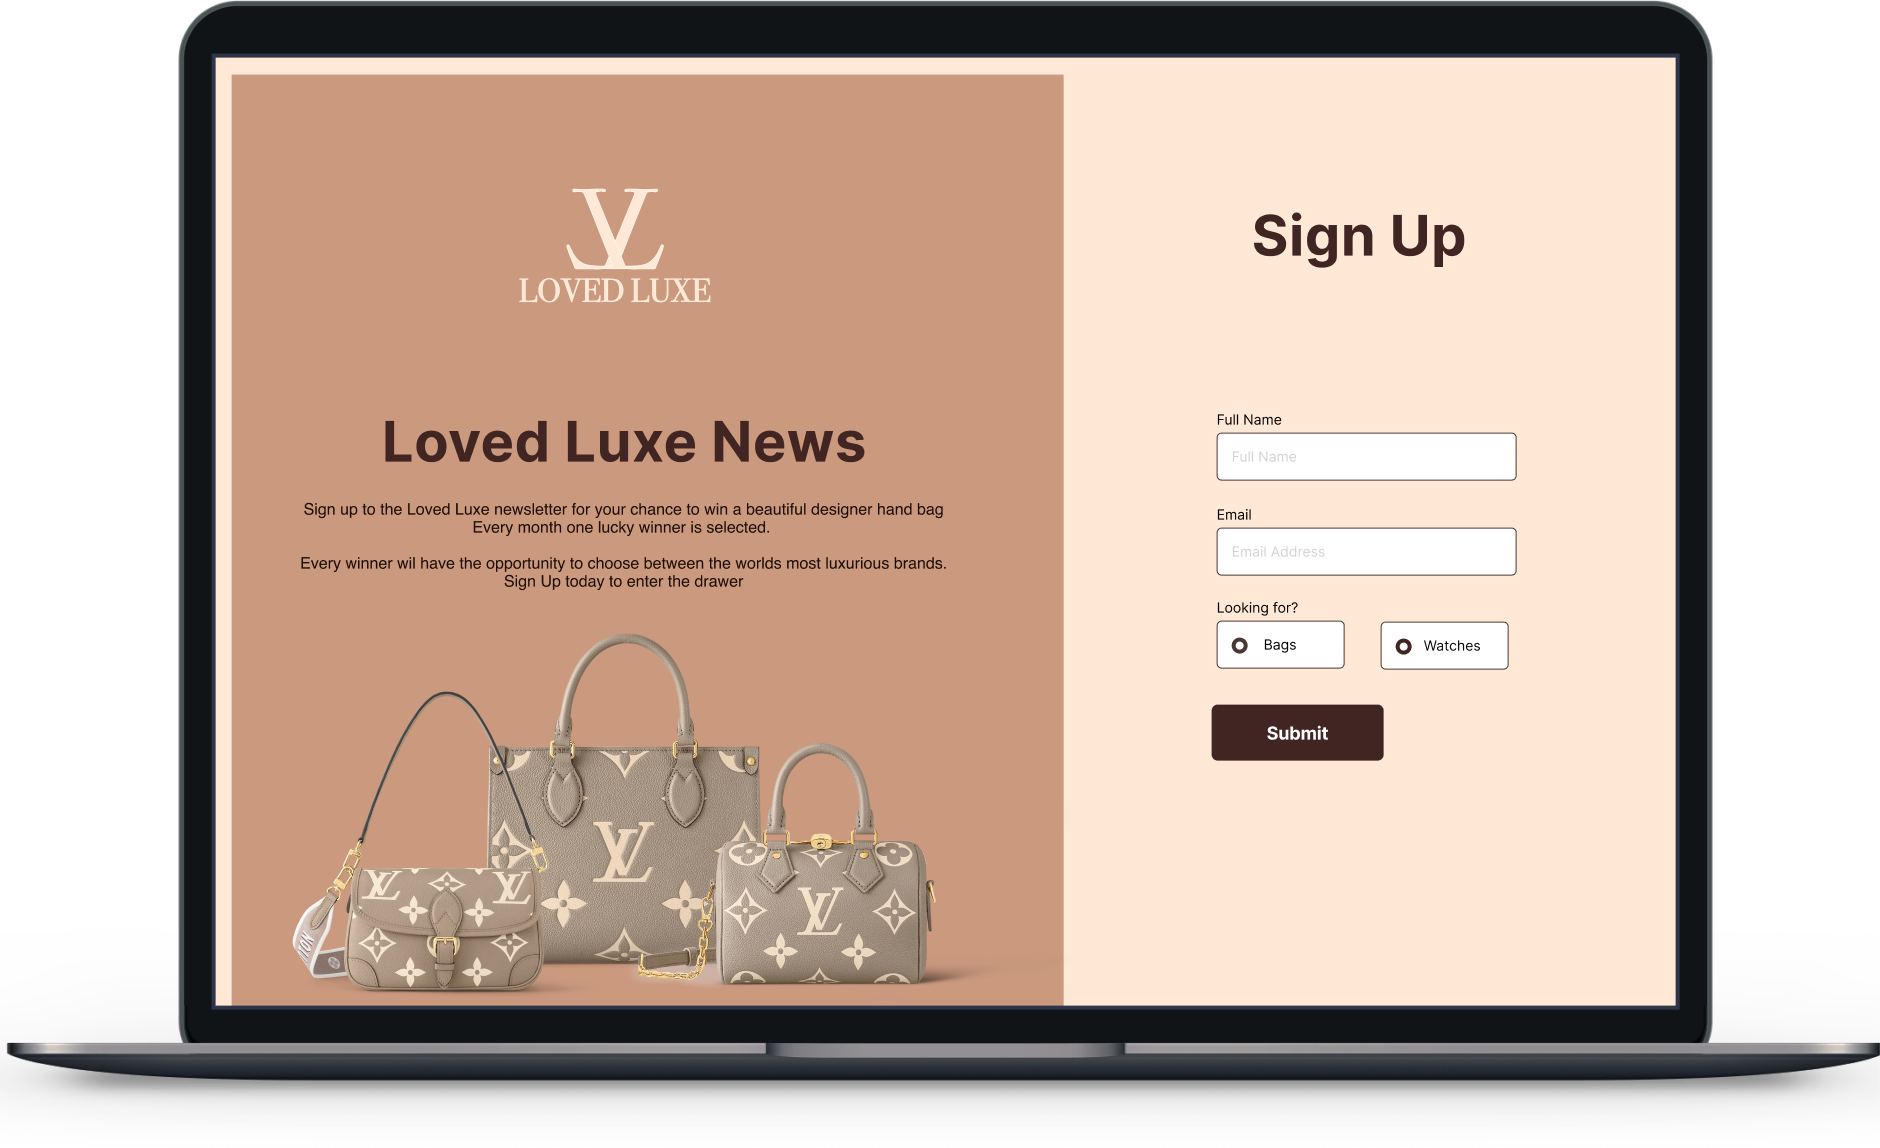 LOVED LUXE
Loved Luxe News
Sign up to the Loved Luxe newsletter for your chance to win a beautiful designer hand bag
Every month one lucky winner is selected.
Every winner wil have the opportunity to choose between the worlds most luxurious brands.
Sign Up today to enter the drawer
Sign Up
Full Name
Full Name
Email
Email Address
Looking for?
Bags
Watches
Submit
LV
LV
LV
LV